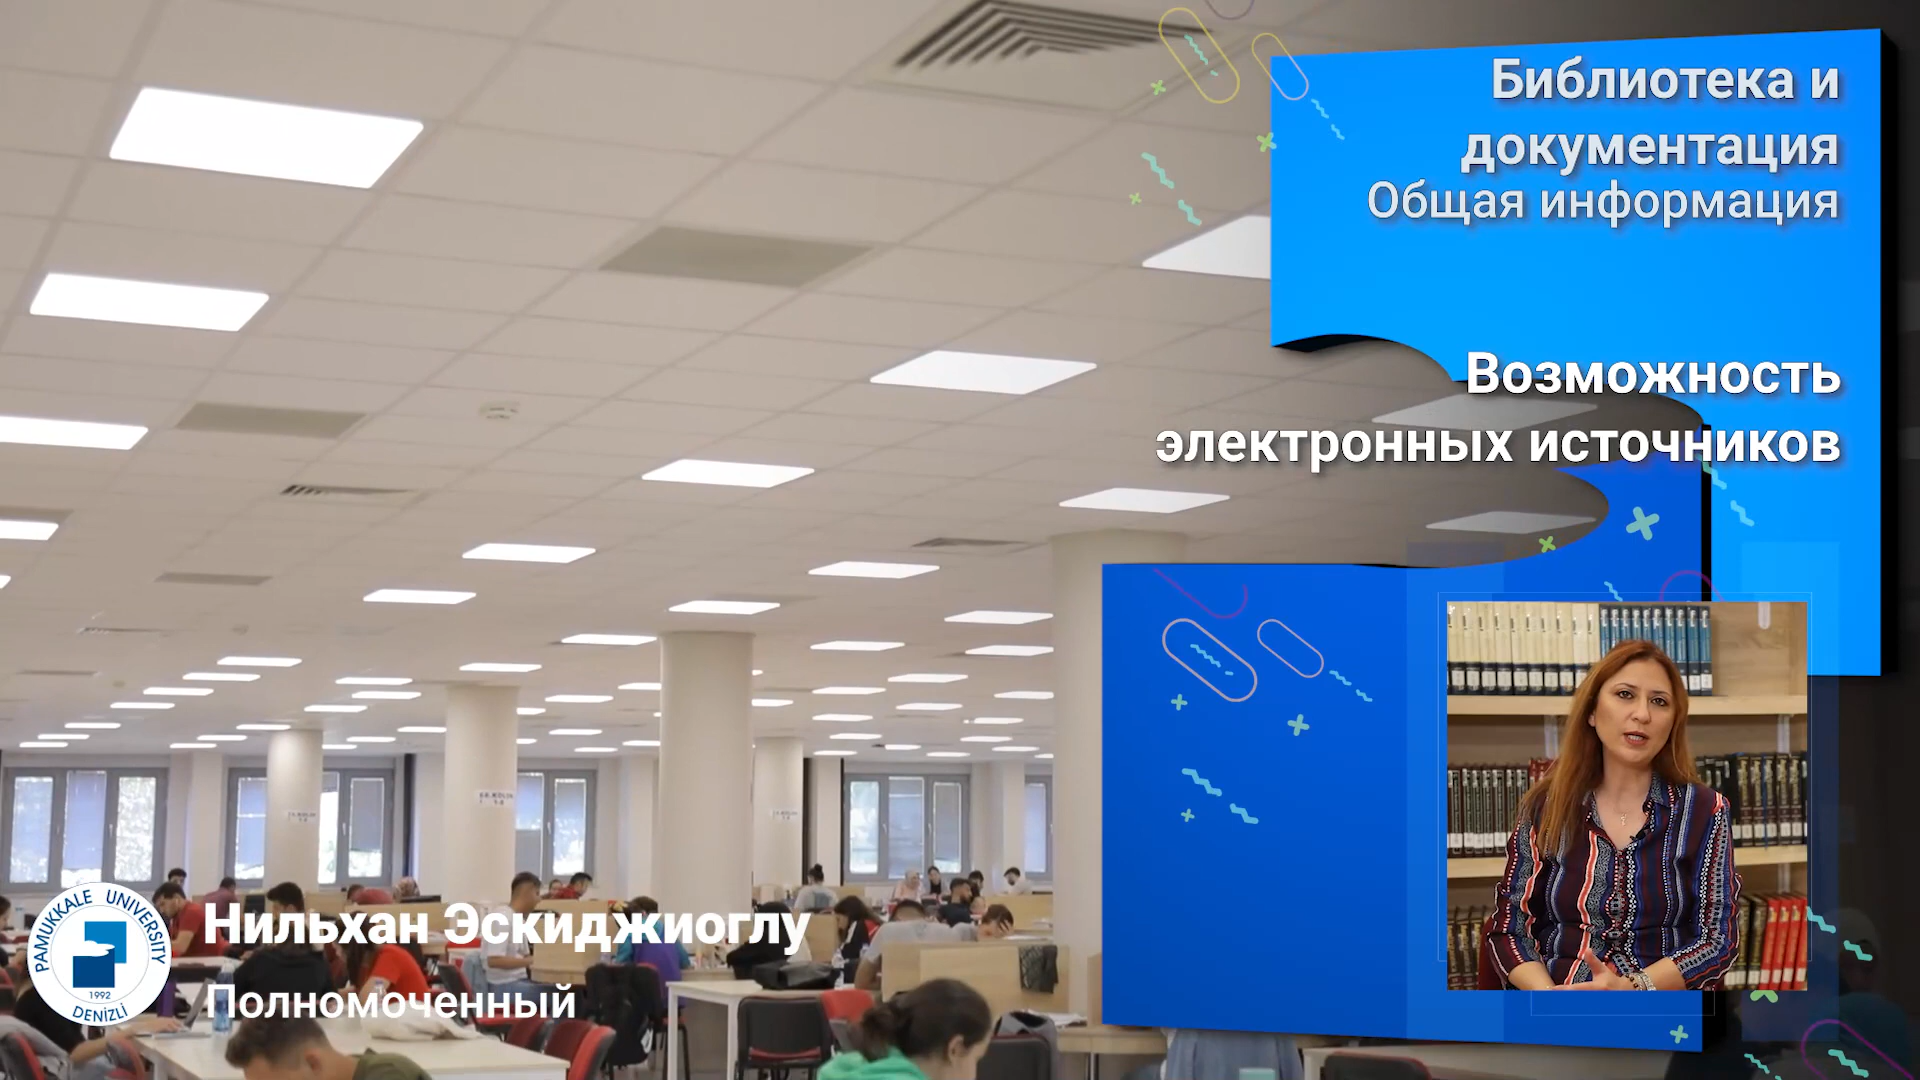 Библиотека и
документация
Общая информация
Возможность
электронных источников
Нильхан Эскиджиоглу
Полномоченный
PAMUKKALE UNIVERSITY
1992
DENİZLİ